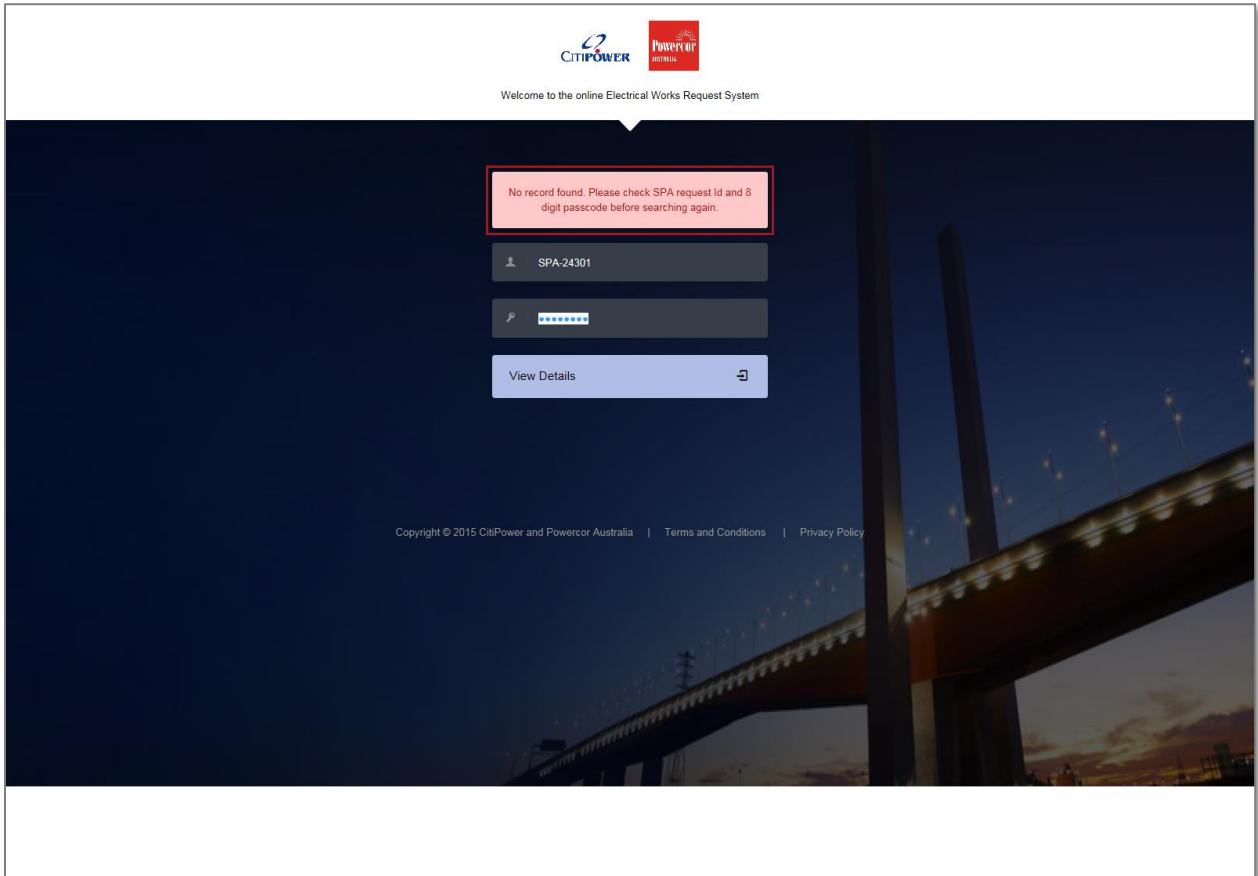 CITIPOWER
Powercor
AUSTRALIA
Welcome to the online Electrical Works Request System
No record found. Please check SPA request Id and 8
digit passcode before searching again.
SPA-24301
View Details
Copyright © 2015 CitiPower and Powercor Australia | Terms and Conditions | Privacy Policy